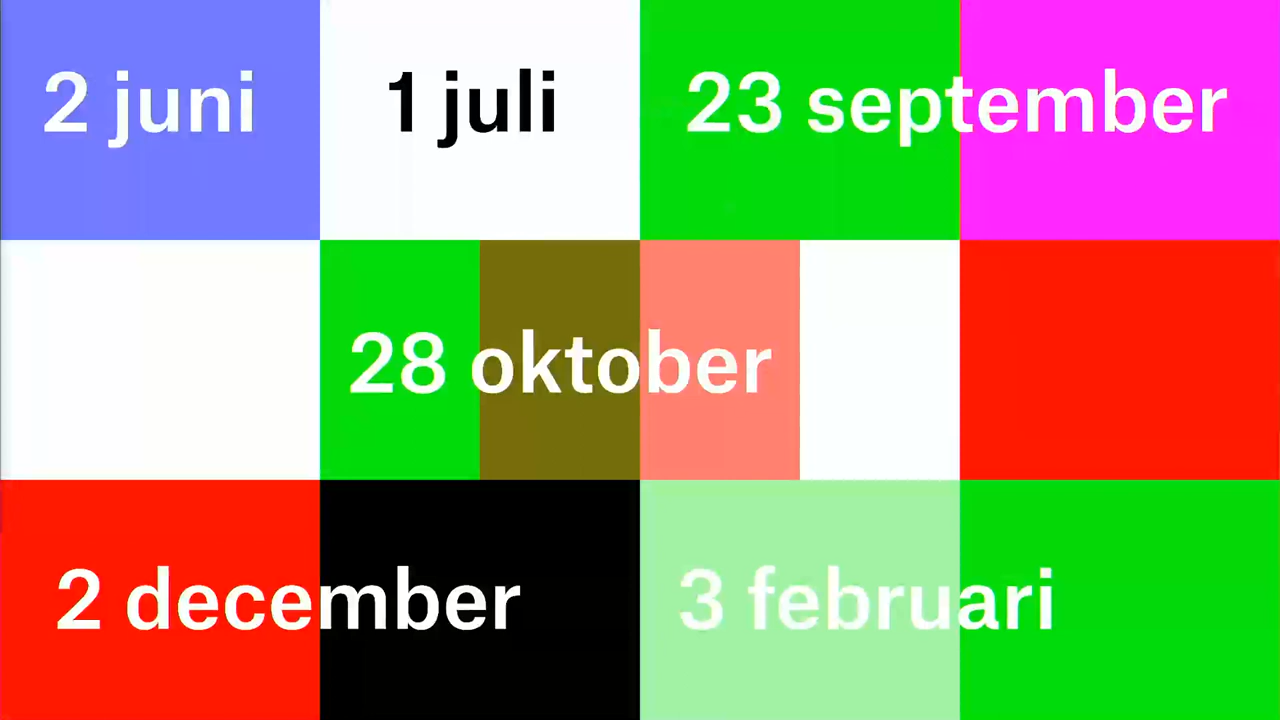 2 juni
1 juli
23 september
28 oktober
2 december
3 februari